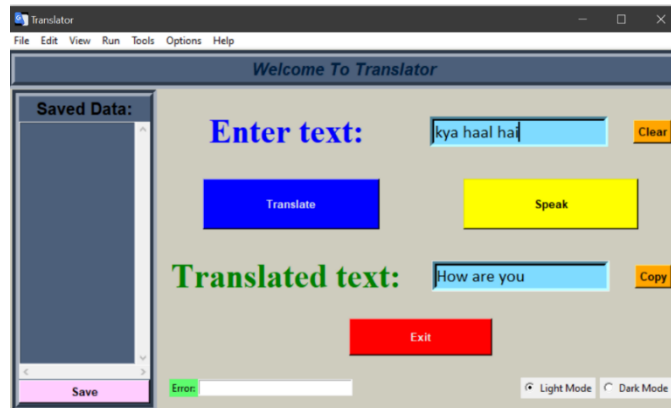 Translator
File Edit View Run Tools Options Help
Welcome To Translator
Saved Data:
Enter text: kya haal hai Clear
Translate Speak
Translated text: How are you Copy
Exit
Save
Error: Light Mode Dark Mode